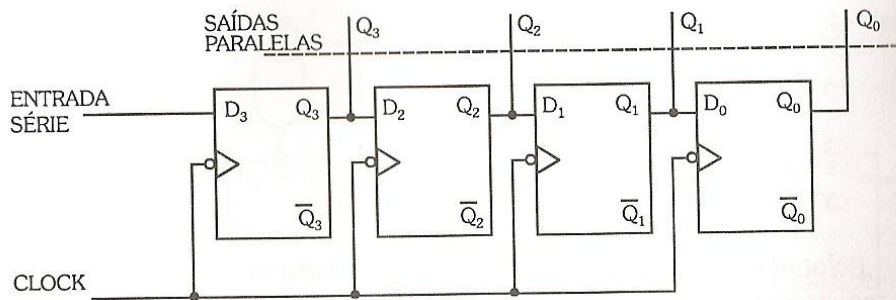 SAÍDAS
PARALELAS
Q3 Q2 Q1 Q0
ENTRADA
SÉRIE
D3 Q3 D2 Q2 D1 Q1 D0 Q0
Q̅3 Q̅2 Q̅1 Q̅0
CLOCK